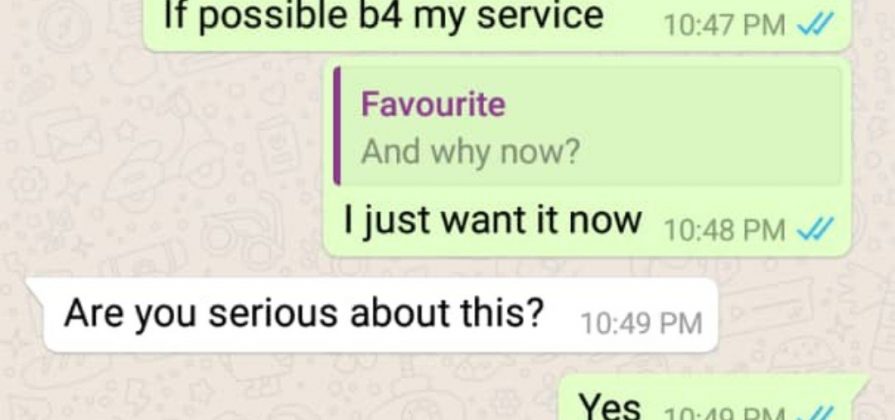 If possible b4 my service 10:47 PM
Favourite
And why now?
I just want it now 10:48 PM
Are you serious about this? 10:49 PM
Yes 10:49 PM